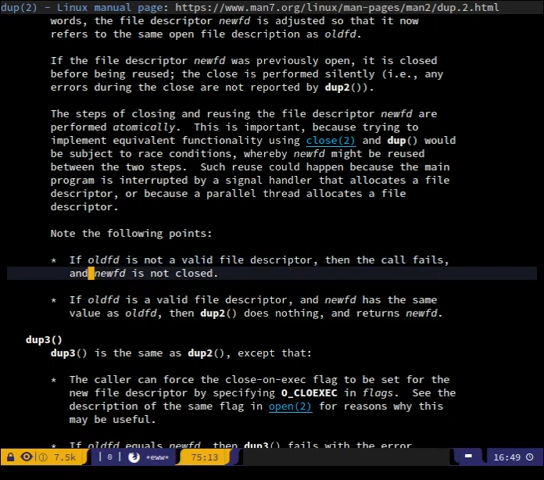 dup(2) - Linux manual page: https://www.man7.org/linux/man-pages/man2/dup.2.html
words, the file descriptor newfd is adjusted so that it now
refers to the same open file description as oldfd.
If the file descriptor newfd was previously open, it is closed
before being reused; the close is performed silently (i.e., any
errors during the close are not reported by dup2()).
The steps of closing and reusing the file descriptor newfd are
performed atomically. This is important, because trying to
implement equivalent functionality using close(2) and dup() would
be subject to race conditions, whereby newfd might be reused
between the two steps. Such reuse could happen because the main
program is interrupted by a signal handler that allocates a file
descriptor, or because a parallel thread allocates a file
descriptor.
Note the following points:
* If oldfd is not a valid file descriptor, then the call fails,
and newfd is not closed.
* If oldfd is a valid file descriptor, and newfd has the same
value as oldfd, then dup2() does nothing, and returns newfd.
dup3()
dup3() is the same as dup2(), except that:
* The caller can force the close-on-exec flag to be set for the
new file descriptor by specifying O_CLOEXEC in flags. See the
description of the same flag in open(2) for reasons why this
may be useful.
* If oldfd equals newfd, then dup3() fails with the error
7.5k | 0 *eww* 75:13 16:49